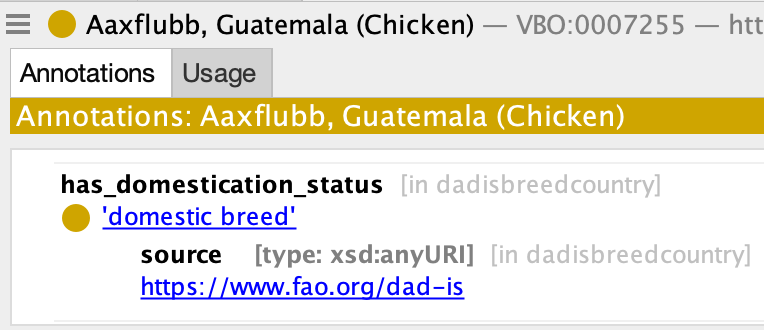 Aaxflubb, Guatemala (Chicken) — VBO:0007255 — htt
Annotations Usage
Annotations: Aaxflubb, Guatemala (Chicken)
has_domestication_status [in dadisbreedcountry]
'domestic breed'
source [type: xsd:anyURI] [in dadisbreedcountry]
https://www.fao.org/dad-is